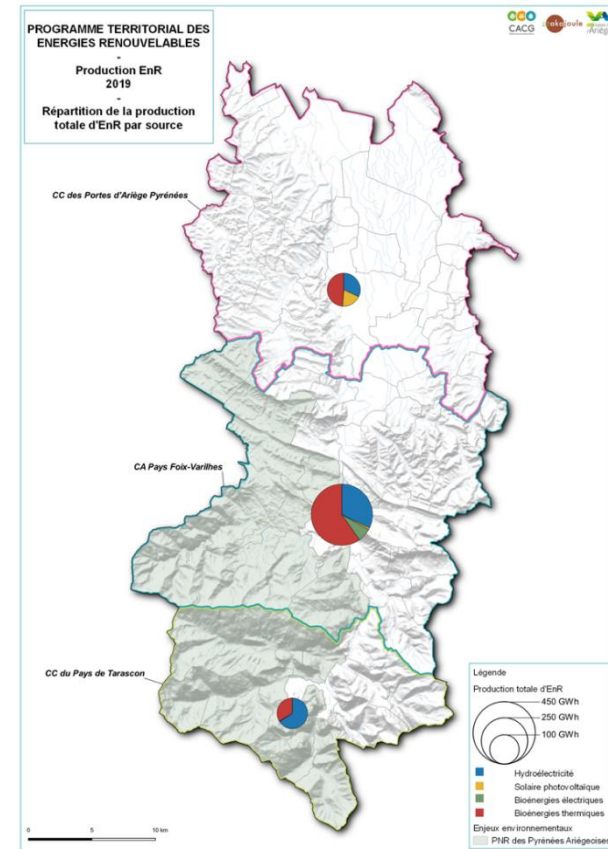 PROGRAMME TERRITORIAL DES
ENERGIES RENOUVELABLES
-
Production EnR
2019
-
Répartition de la production
totale d'EnR par source
CACG
d'Ariège
CC des Portes d'Ariège Pyrénées
CA Pays Foix-Varilhes
CC du Pays de Tarascon
Légende
Production totale d'EnR
450 GWh
250 GWh
100 GWh
Hydroélectricité
Solaire photovoltaïque
Bioénergies électriques
Bioénergies thermiques
Enjeux environnementaux
PNR des Pyrénées Ariégeoises
0 5 10 km